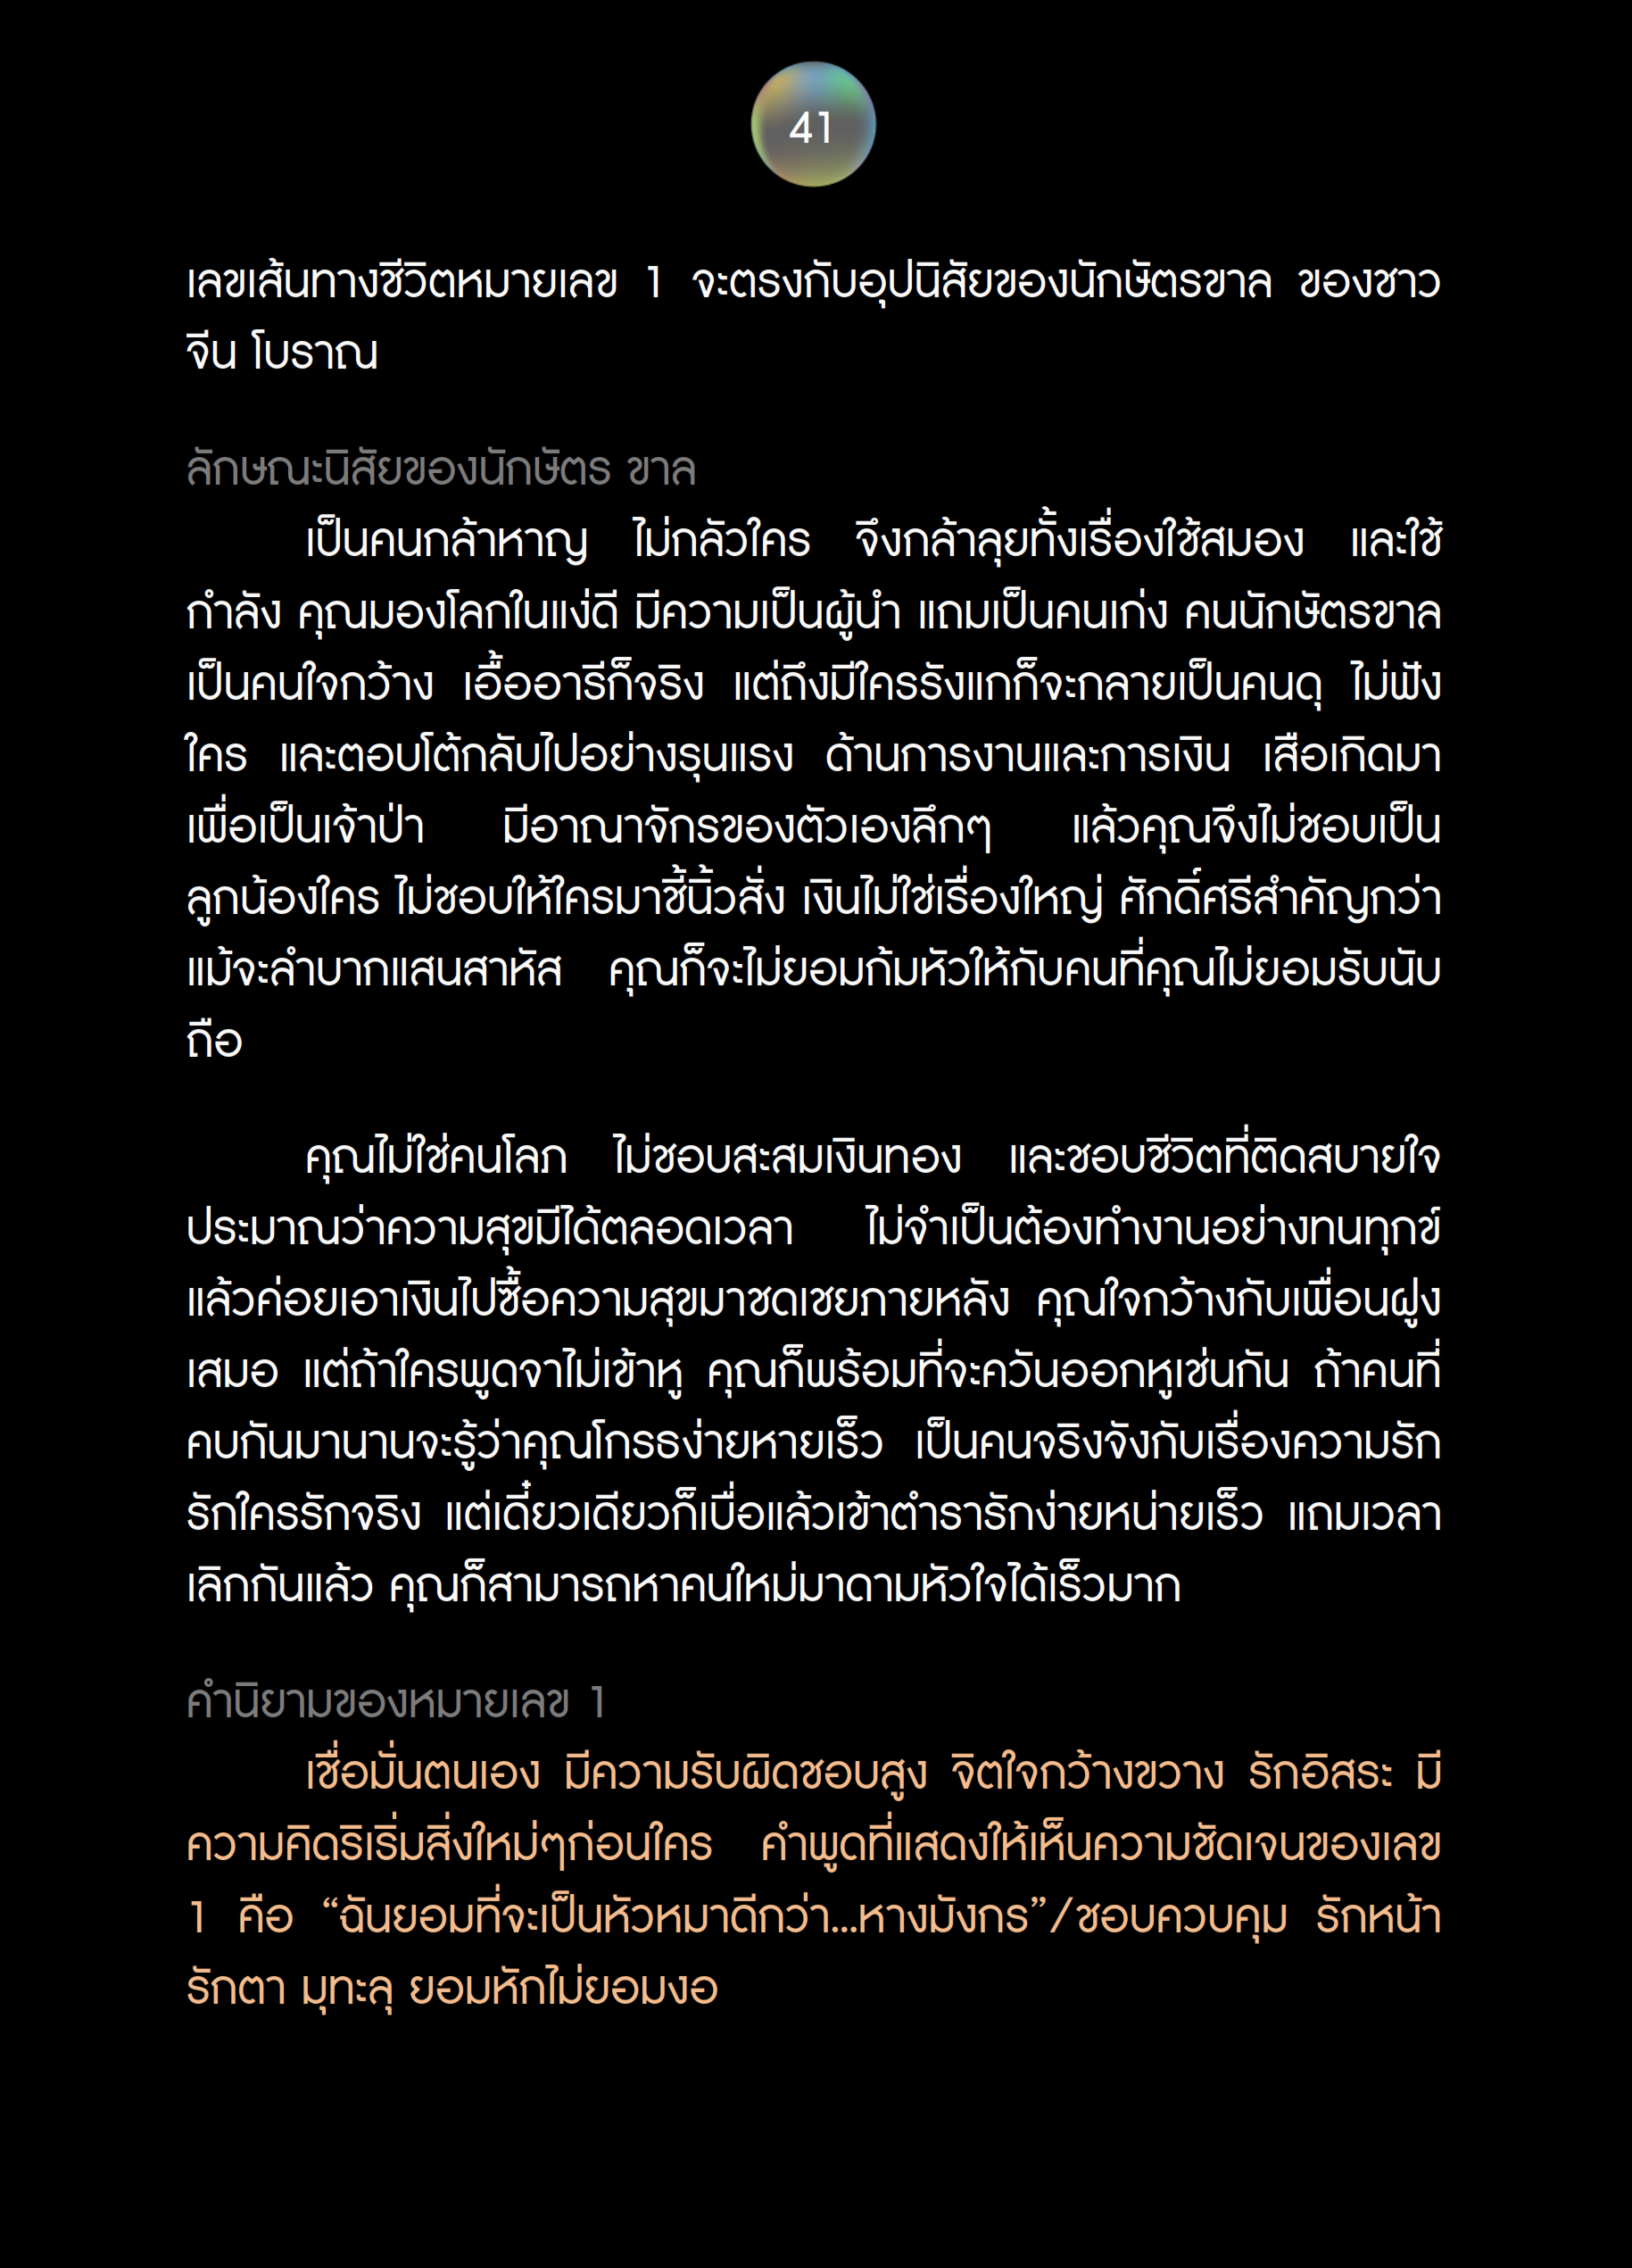 41
เลขเส้นทางชีวิตหมายเลข 1 จะตรงกับอุปนิสัยของนักษัตรขาล ของชาว
จีน โบราณ
ลักษณะนิสัยของนักษัตร ขาล
เป็นคนกล้าหาญ ไม่กลัวใคร จึงกล้าลุยทั้งเรื่องใช้สมอง และใช้
กำลัง คุณมองโลกในแง่ดี มีความเป็นผู้นำ แถมเป็นคนเก่ง คนนักษัตรขาล
เป็นคนใจกว้าง เอื้ออารีก็จริง แต่ถึงมีใครรังแกก็จะกลายเป็นคนดุ ไม่ฟัง
ใคร และตอบโต้กลับไปอย่างรุนแรง ด้านการงานและการเงิน เสือเกิดมา
เพื่อเป็นเจ้าป่า มีอาณาจักรของตัวเองลึกๆ แล้วคุณจึงไม่ชอบเป็น
ลูกน้องใคร ไม่ชอบให้ใครมาชี้นิ้วสั่ง เงินไม่ใช่เรื่องใหญ่ ศักดิ์ศรีสำคัญกว่า
แม้จะลำบากแสนสาหัส คุณก็จะไม่ยอมก้มหัวให้กับคนที่คุณไม่ยอมรับนับ
ถือ
คุณไม่ใช่คนโลภ ไม่ชอบสะสมเงินทอง และชอบชีวิตที่ติดสบายใจ
ประมาณว่าความสุขมีได้ตลอดเวลา ไม่จำเป็นต้องทำงานอย่างทนทุกข์
แล้วค่อยเอาเงินไปซื้อความสุขมาชดเชยภายหลัง คุณใจกว้างกับเพื่อนฝูง
เสมอ แต่ถ้าใครพูดจาไม่เข้าหู คุณก็พร้อมที่จะควันออกหูเช่นกัน ถ้าคนที่
คบกันมานานจะรู้ว่าคุณโกรธง่ายหายเร็ว เป็นคนจริงจังกับเรื่องความรัก
รักใครรักจริง แต่เดี๋ยวเดียวก็เบื่อแล้วเข้าตำรารักง่ายหน่ายเร็ว แถมเวลา
เลิกกันแล้ว คุณก็สามารถหาคนใหม่มาดามหัวใจได้เร็วมาก
คำนิยามของหมายเลข 1
เชื่อมั่นตนเอง มีความรับผิดชอบสูง จิตใจกว้างขวาง รักอิสระ มี
ความคิดริเริ่มสิ่งใหม่ๆก่อนใคร คำพูดที่แสดงให้เห็นความชัดเจนของเลข
1 คือ “ฉันยอมที่จะเป็นหัวหมาดีกว่า...หางมังกร”/ชอบควบคุม รักหน้า
รักตา มุทะลุ ยอมหักไม่ยอมงอ